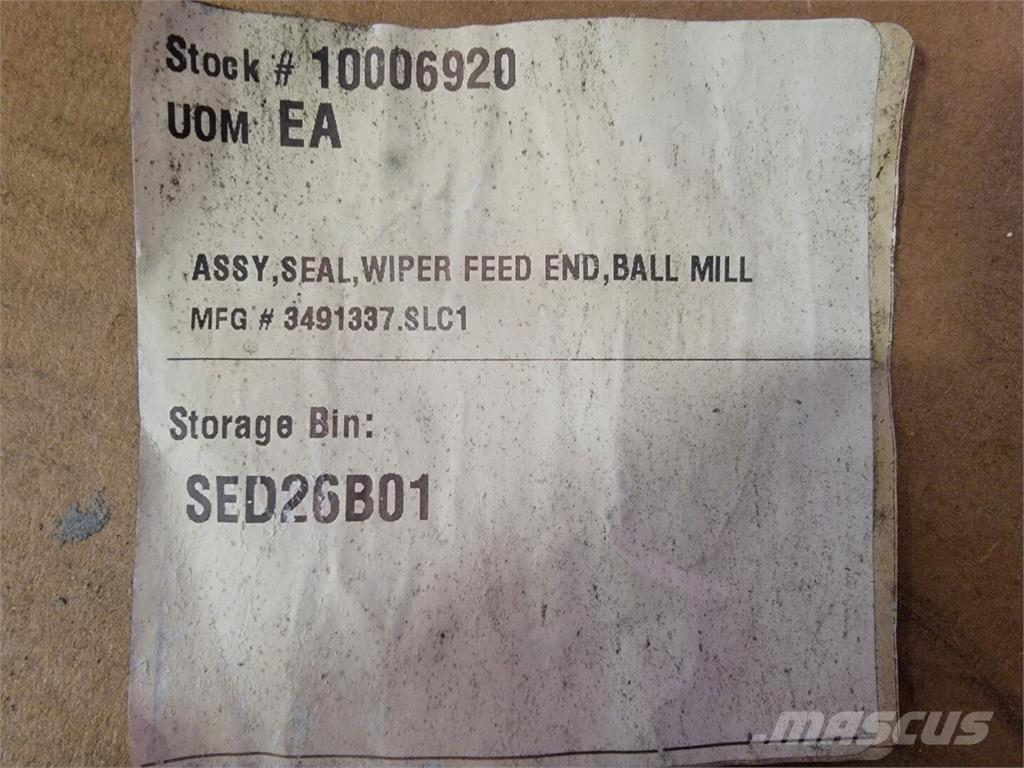 Stock # 10006920
UOM EA
ASSY,SEAL,WIPER FEED END,BALL MILL
MFG # 3491337.SLC1
Storage Bin:
SED26B01
MASCUS